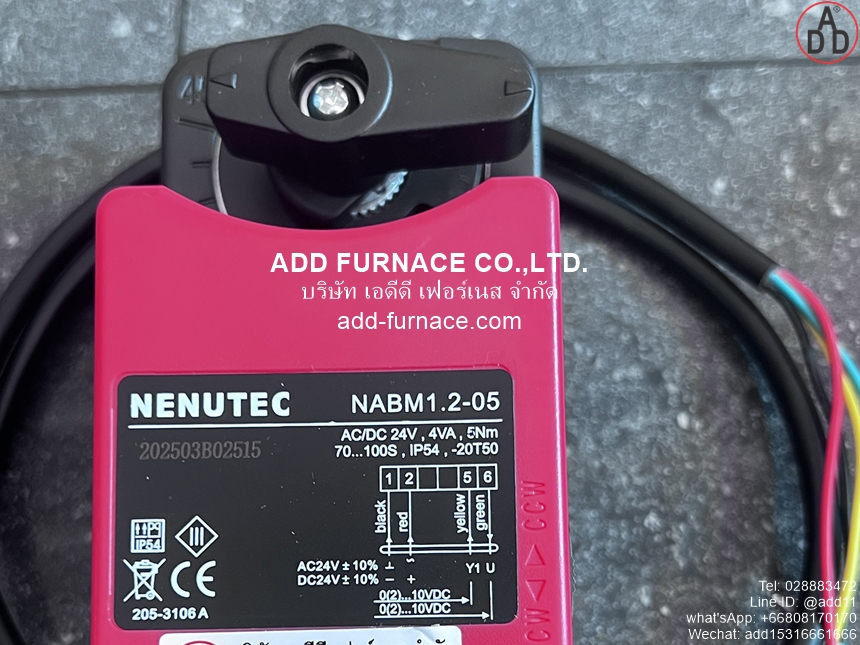 ADD
ADD FURNACE CO.,LTD.
บริษัท เอดีดี เฟอร์เนส จำกัด
add-furnace.com
NENUTEC NABM1.2-05
202503B02515
AC/DC 24V , 4VA , 5Nm
70...100S , IP54 , -20T50
1 2 5 6
black red yellow green
AC24V ± 10% ⊥ ~ Y1 U
DC24V ± 10% − +
0(2)...10VDC
0(2)...10VDC
IP54
III
CE
205-3106 A
CCW
CW
Tel: 028883472
Line ID: @add11
what'sApp: +66808170170
Wechat: add15316661666